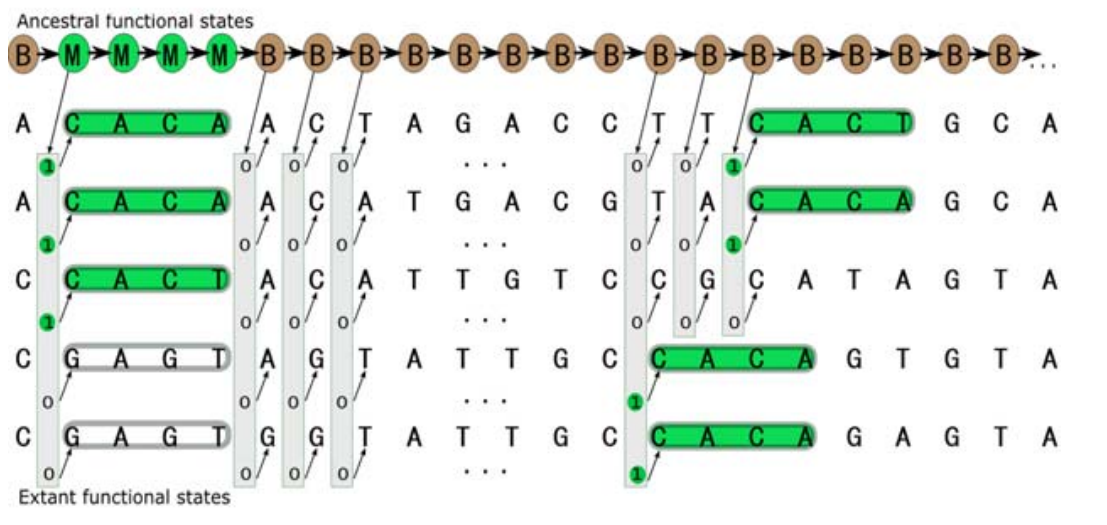 Ancestral functional states
B M M M M B B B B B B B B B B B B B B B B ...
A C A C A A C T A G A C C T T C A C T G C A
1 0 0 0 ... 0 0 1
A C A C A A C A T G A C G T A C A C A G C A
1 0 0 0 ... 0 0 1
C C A C T A C A T T G T C C G C A T A G T A
1 0 0 0 ... 0 0 0
C G A G T A G T A T T G C C A C A G T G T A
0 0 0 0 ... 1
C G A G T G G T A T T G C C A C A G A G T A
0 0 0 0 ... 1
Extant functional states